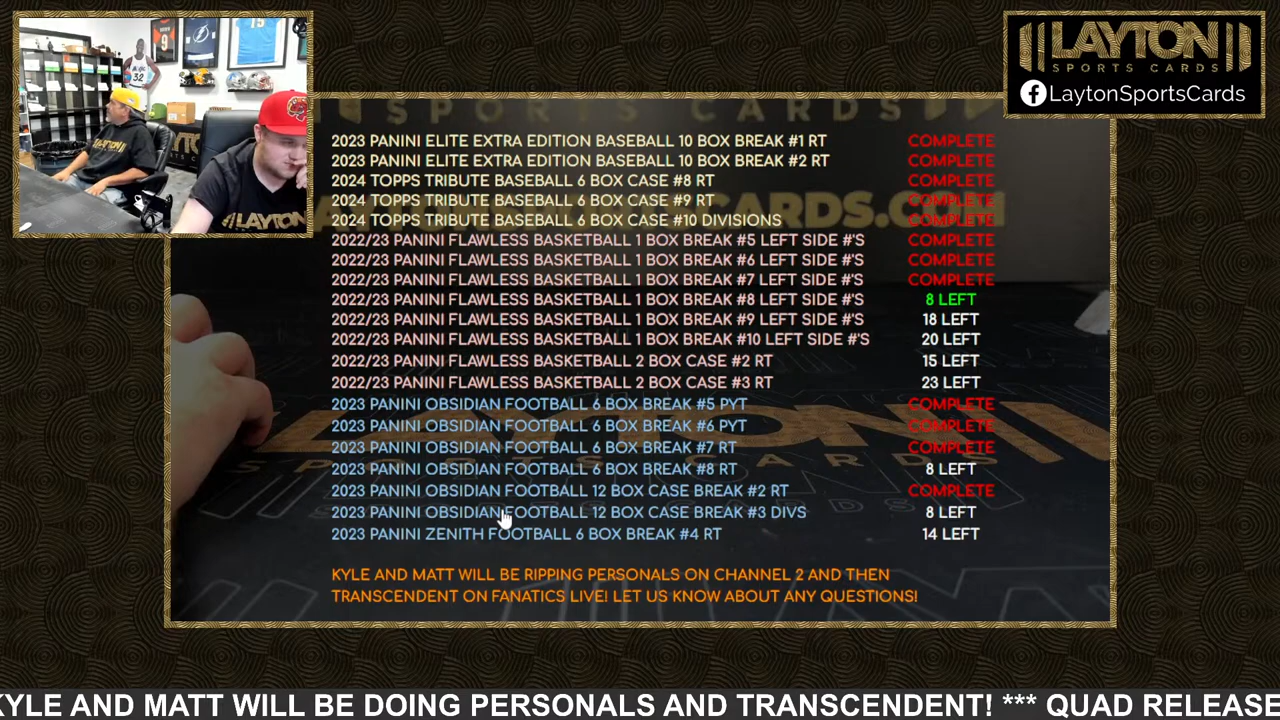 LAYTON
SPORTS CARDS
LaytonSportsCards
2023 PANINI ELITE EXTRA EDITION BASEBALL 10 BOX BREAK #1 RT COMPLETE
2023 PANINI ELITE EXTRA EDITION BASEBALL 10 BOX BREAK #2 RT COMPLETE
2024 TOPPS TRIBUTE BASEBALL 6 BOX CASE #8 RT COMPLETE
2024 TOPPS TRIBUTE BASEBALL 6 BOX CASE #9 RT COMPLETE
2024 TOPPS TRIBUTE BASEBALL 6 BOX CASE #10 DIVISIONS COMPLETE
2022/23 PANINI FLAWLESS BASKETBALL 1 BOX BREAK #5 LEFT SIDE #'S COMPLETE
2022/23 PANINI FLAWLESS BASKETBALL 1 BOX BREAK #6 LEFT SIDE #'S COMPLETE
2022/23 PANINI FLAWLESS BASKETBALL 1 BOX BREAK #7 LEFT SIDE #'S COMPLETE
2022/23 PANINI FLAWLESS BASKETBALL 1 BOX BREAK #8 LEFT SIDE #'S 8 LEFT
2022/23 PANINI FLAWLESS BASKETBALL 1 BOX BREAK #9 LEFT SIDE #'S 18 LEFT
2022/23 PANINI FLAWLESS BASKETBALL 1 BOX BREAK #10 LEFT SIDE #'S 20 LEFT
2022/23 PANINI FLAWLESS BASKETBALL 2 BOX CASE #2 RT 15 LEFT
2022/23 PANINI FLAWLESS BASKETBALL 2 BOX CASE #3 RT 23 LEFT
2023 PANINI OBSIDIAN FOOTBALL 6 BOX BREAK #5 PYT COMPLETE
2023 PANINI OBSIDIAN FOOTBALL 6 BOX BREAK #6 PYT COMPLETE
2023 PANINI OBSIDIAN FOOTBALL 6 BOX BREAK #7 RT COMPLETE
2023 PANINI OBSIDIAN FOOTBALL 6 BOX BREAK #8 RT 8 LEFT
2023 PANINI OBSIDIAN FOOTBALL 12 BOX CASE BREAK #2 RT COMPLETE
2023 PANINI OBSIDIAN FOOTBALL 12 BOX CASE BREAK #3 DIVS 8 LEFT
2023 PANINI ZENITH FOOTBALL 6 BOX BREAK #4 RT 14 LEFT
KYLE AND MATT WILL BE RIPPING PERSONALS ON CHANNEL 2 AND THEN
TRANSCENDENT ON FANATICS LIVE! LET US KNOW ABOUT ANY QUESTIONS!
KYLE AND MATT WILL BE DOING PERSONALS AND TRANSCENDENT! *** QUAD RELEASE